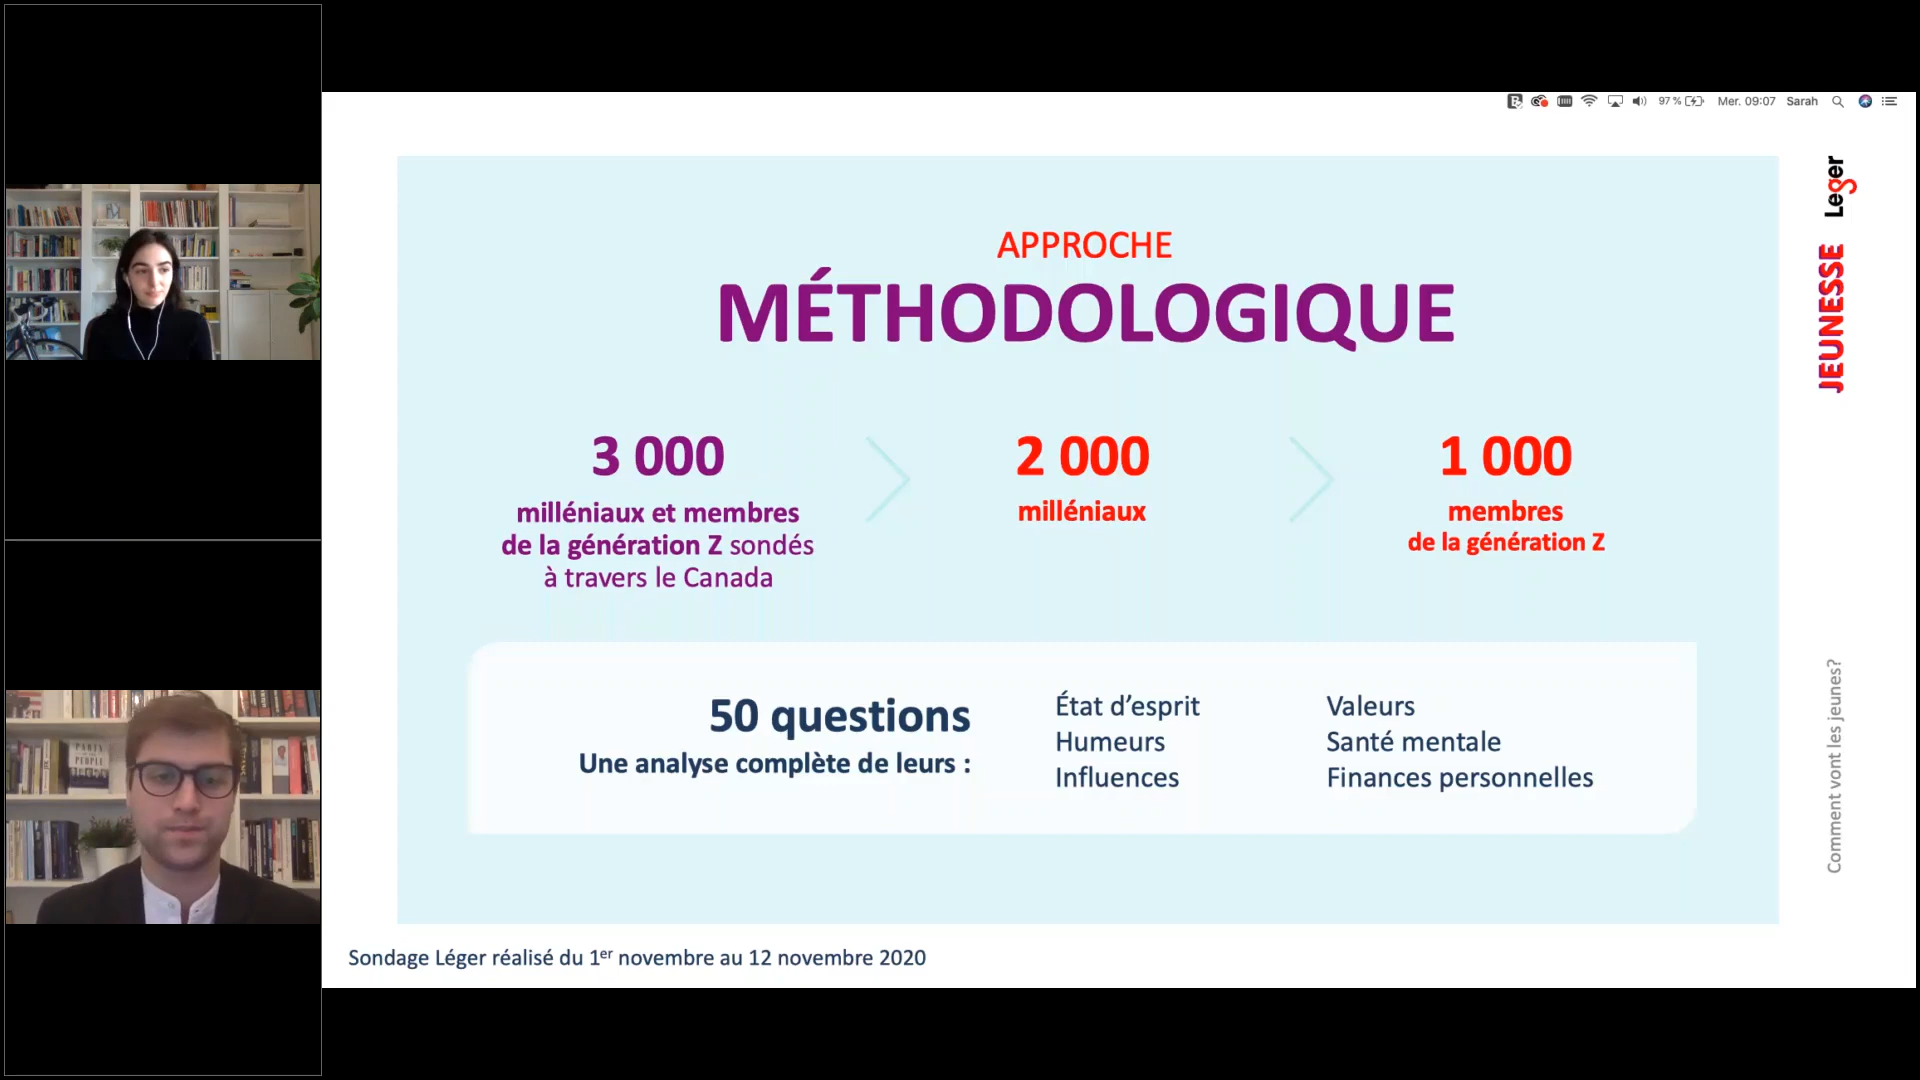 97 %
Mer. 09:07
Sarah
Leger
JEUNESSE
Comment vont les jeunes?
APPROCHE
MÉTHODOLOGIQUE
3 000
milléniaux et membres
de la génération Z sondés
à travers le Canada
2 000
milléniaux
1 000
membres
de la génération Z
50 questions
Une analyse complète de leurs :
État d’esprit
Humeurs
Influences
Valeurs
Santé mentale
Finances personnelles
Sondage Léger réalisé du 1er novembre au 12 novembre 2020
PARTY
PEOPLE